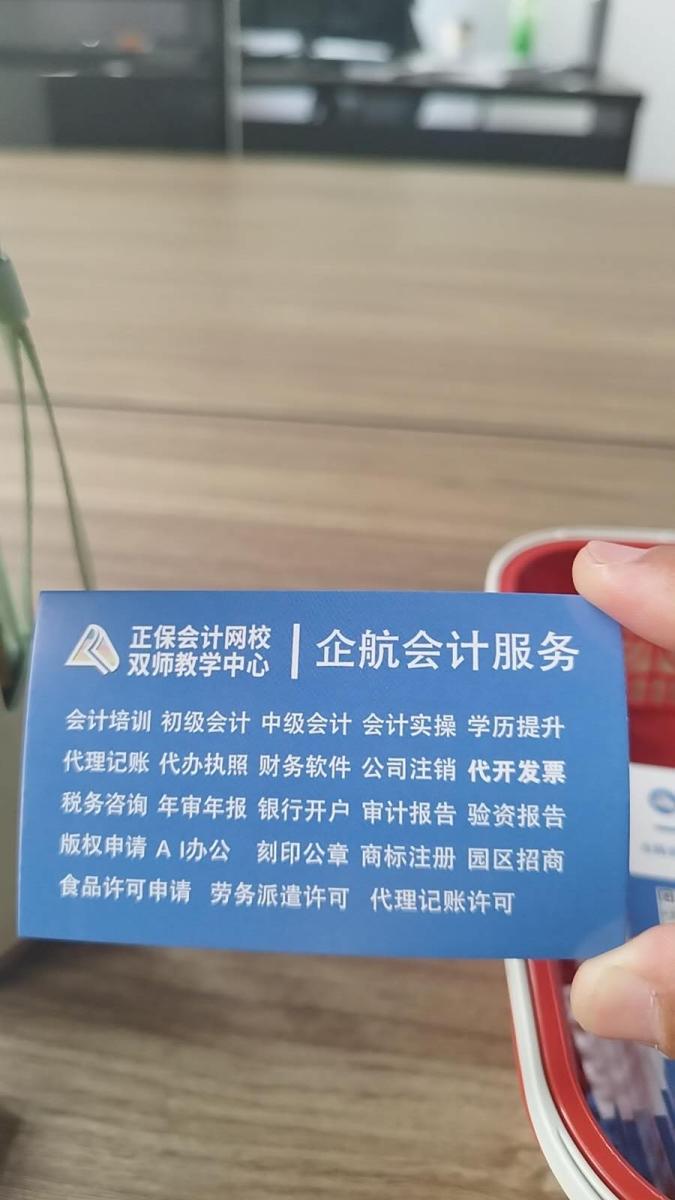 正保会计网校
双师教学中心
企航会计服务
会计培训 初级会计 中级会计 会计实操 学历提升
代理记账 代办执照 财务软件 公司注销 代开发票
税务咨询 年审年报 银行开户 审计报告 验资报告
版权申请 AI办公 刻印公章 商标注册 园区招商
食品许可申请 劳务派遣许可 代理记账许可